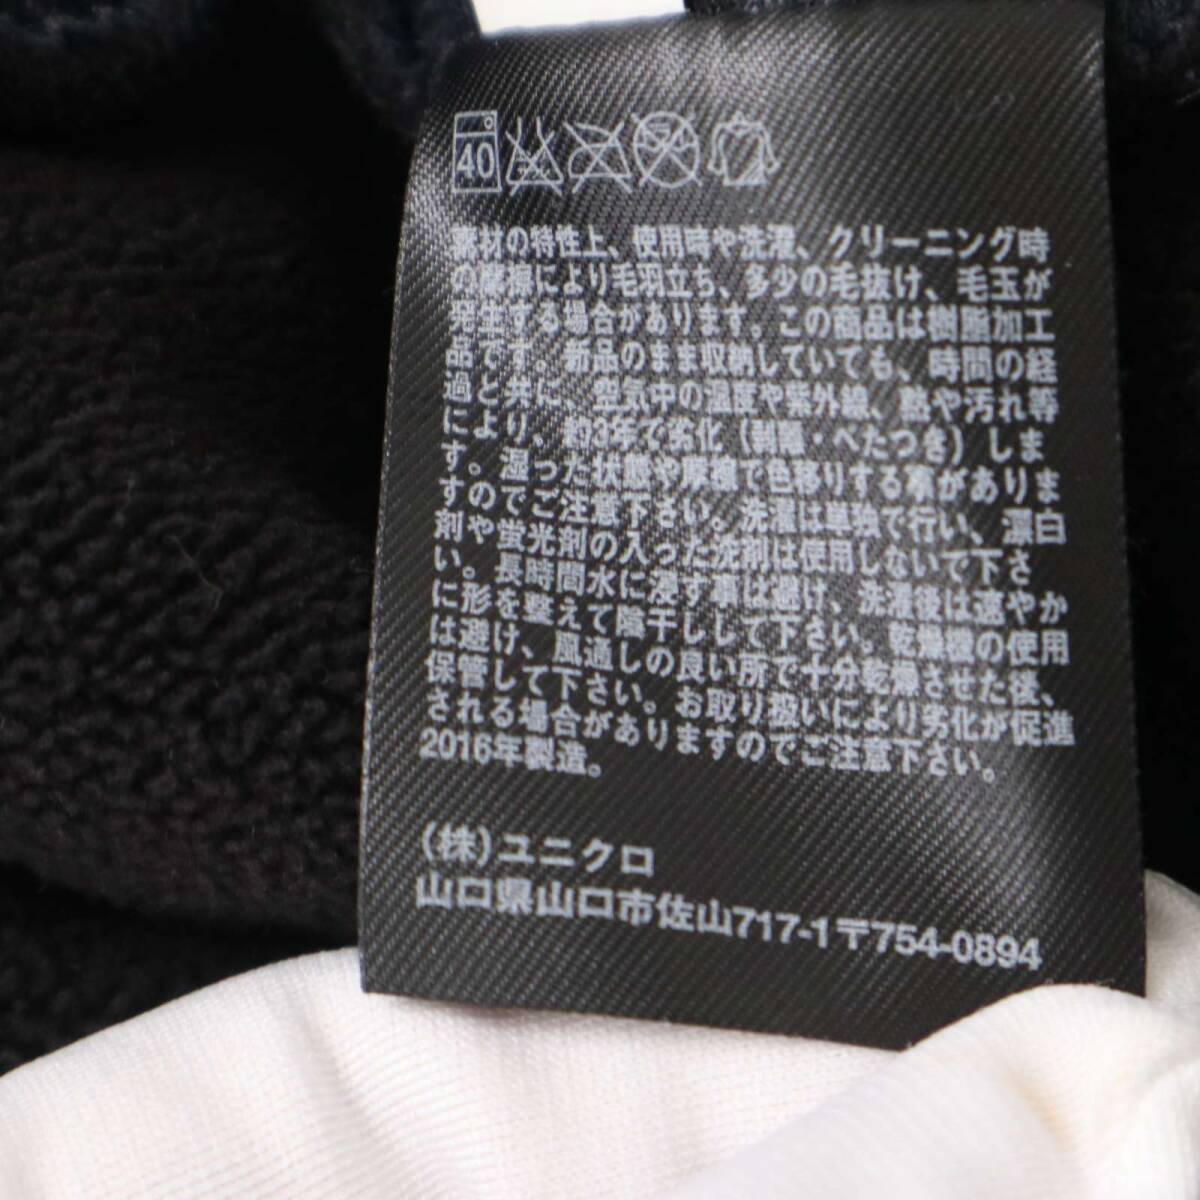 40
素材の特性上、使用時や洗濯、クリーニング時
の摩擦により毛羽立ち、多少の毛抜け、毛玉が
発生する場合があります。この商品は樹脂加工
品です。新品のまま収納していても、時間の経
過と共に、空気中の湿度や紫外線、熱や汚れ等
により、約3年で劣化（剥離・べたつき）しま
す。湿った状態や摩擦で色移りする事がありま
すのでご注意下さい。洗濯は単独で行い、漂白
剤や蛍光剤の入った洗剤は使用しないで下さ
い。長時間水に浸す事は避け、洗濯後は速やか
に形を整えて陰干しして下さい。乾燥機の使用
は避け、風通しの良い所で十分乾燥させた後、
保管して下さい。お取り扱いにより劣化が促進
される場合がありますのでご注意下さい。
2016年製造。
(株)ユニクロ
山口県山口市佐山717-1〒754-0894